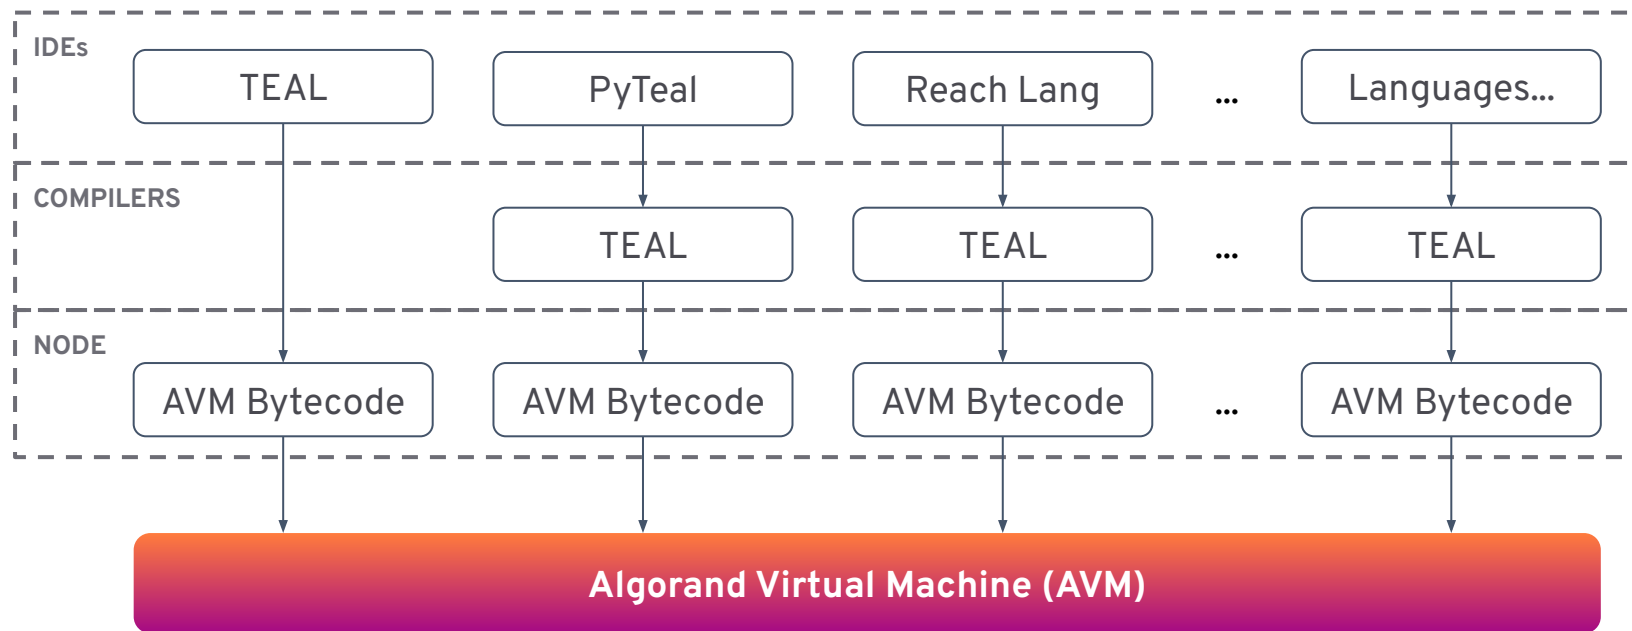 IDEs
TEAL
PyTeal
Reach Lang
...
Languages...
COMPILERS
TEAL
TEAL
...
TEAL
NODE
AVM Bytecode
AVM Bytecode
AVM Bytecode
...
AVM Bytecode
Algorand Virtual Machine (AVM)